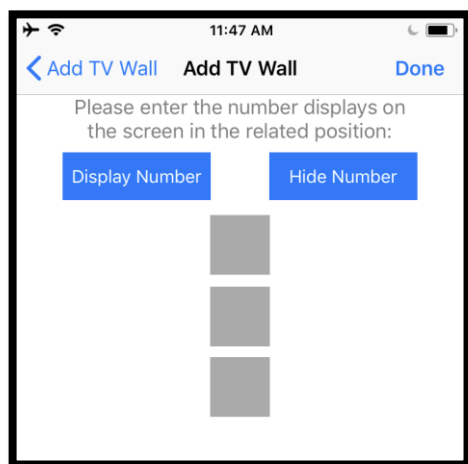 11:47 AM
Add TV Wall Add TV Wall Done
Please enter the number displays on
the screen in the related position:
Display Number Hide Number